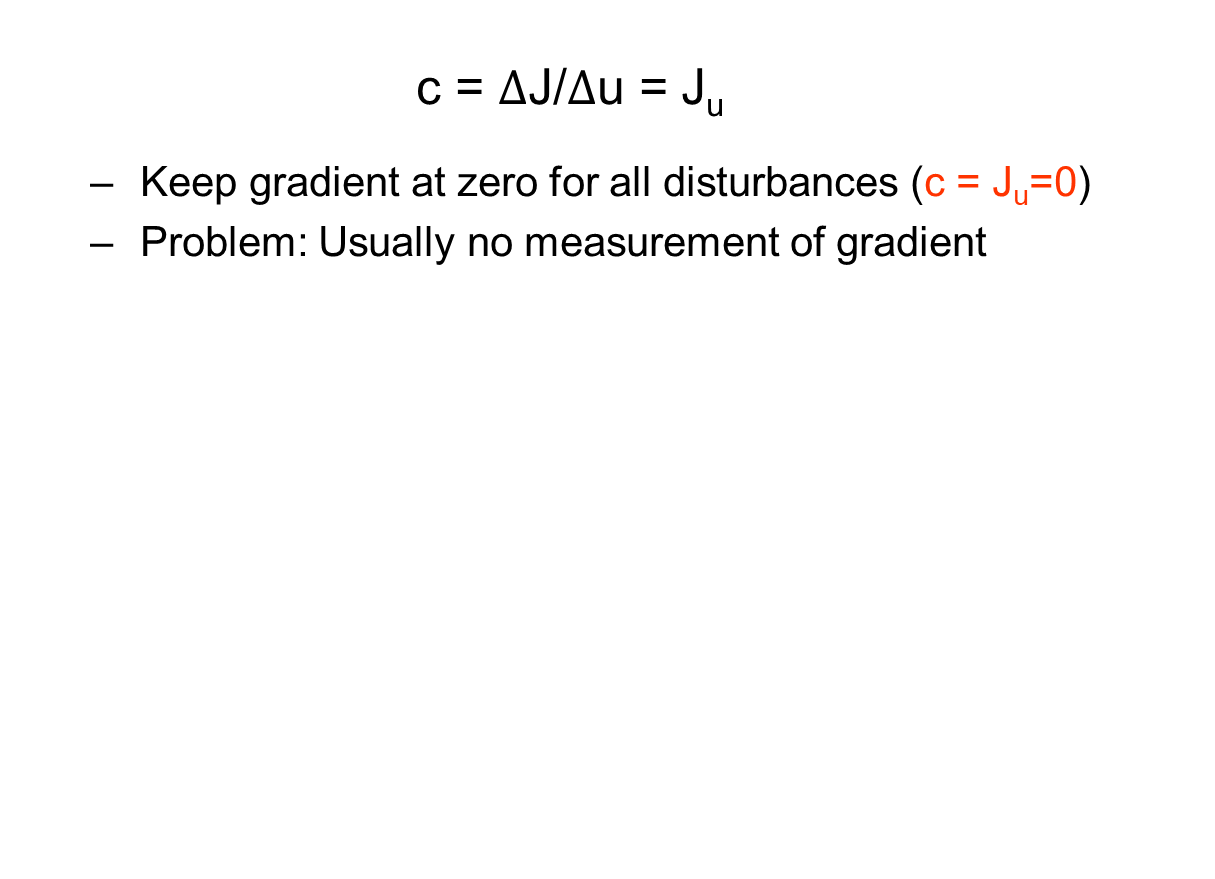 c = ΔJ/Δu = Ju
– Keep gradient at zero for all disturbances (c = Ju=0)
– Problem: Usually no measurement of gradient